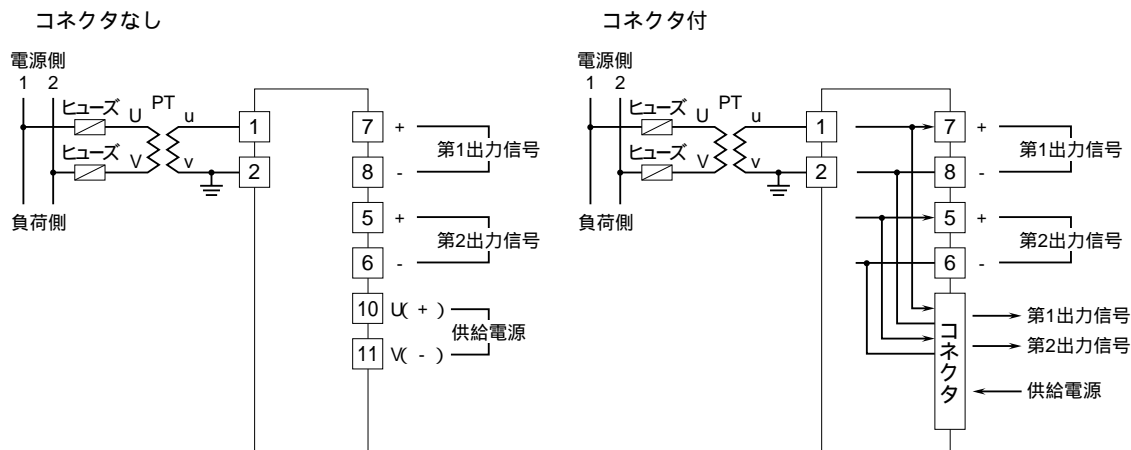 コネクタなし
電源側
1 2
ヒューズ U PT u
1
ヒューズ V v
2
負荷側
7 +
第1出力信号
8 -
5 +
第2出力信号
6 -
10 U( + )
供給電源
11 V( - )
コネクタ付
電源側
1 2
ヒューズ U PT u
1
ヒューズ V v
2
負荷側
7 +
第1出力信号
8 -
5 +
第2出力信号
6 -
コネクタ
第1出力信号
第2出力信号
供給電源